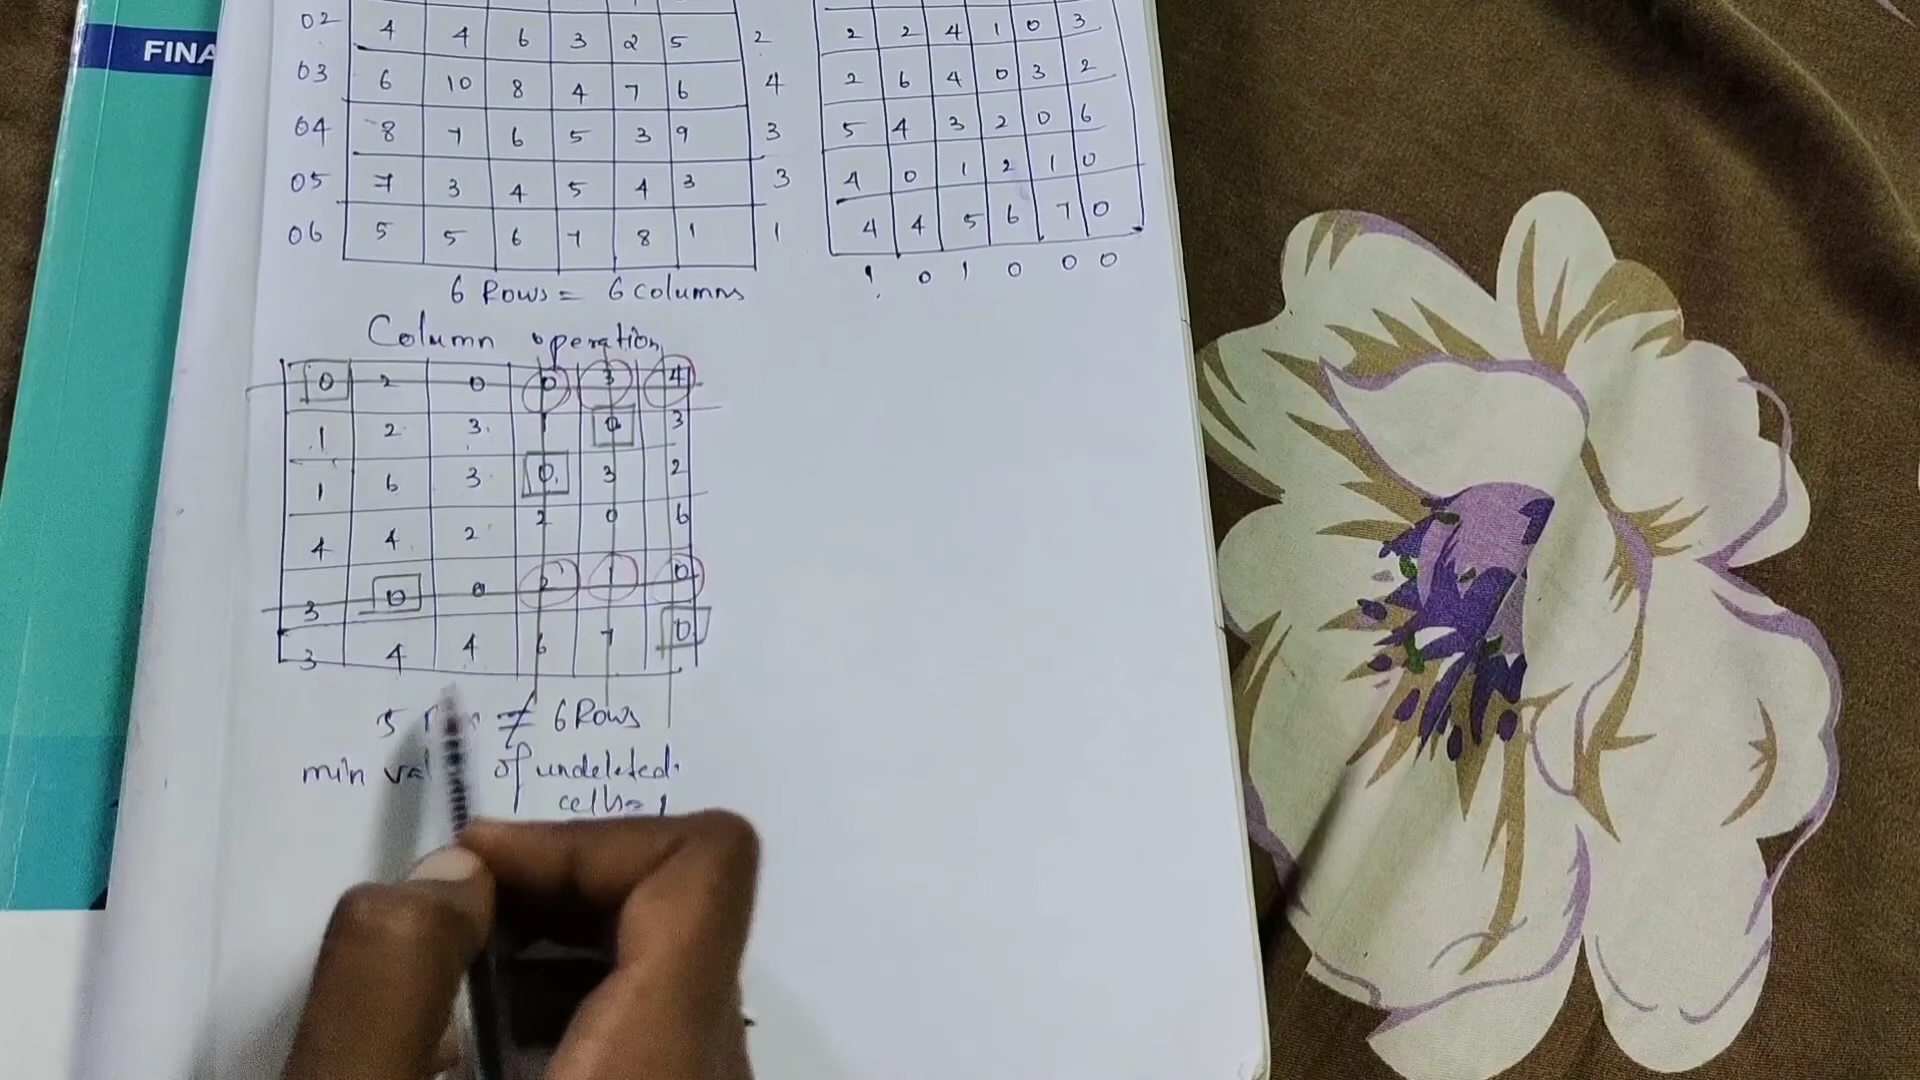 FINA
02 4 4 6 3 2 5 2
03 6 10 8 4 7 6 4
04 8 7 6 5 3 9 3
05 7 3 4 5 4 3 3
06 5 5 6 7 8 1 1
2 2 4 1 0 3
2 6 4 0 3 2
5 4 3 2 0 6
4 0 1 2 1 0
4 4 5 6 7 0
1 0 1 0 0 0
6 Rows = 6 columns
Column operation
0 2 0 0 3 4
1 2 3 1 0 3
1 6 3 0 3 2
4 4 2 2 0 6
3 0 0 2 1 0
3 4 4 6 7 0
5 ≠ 6 Rows
min of undeleted
cells = 1